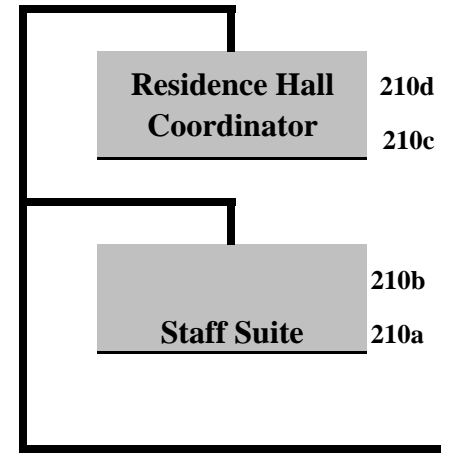 Residence Hall 210d
Coordinator 210c
210b
Staff Suite 210a